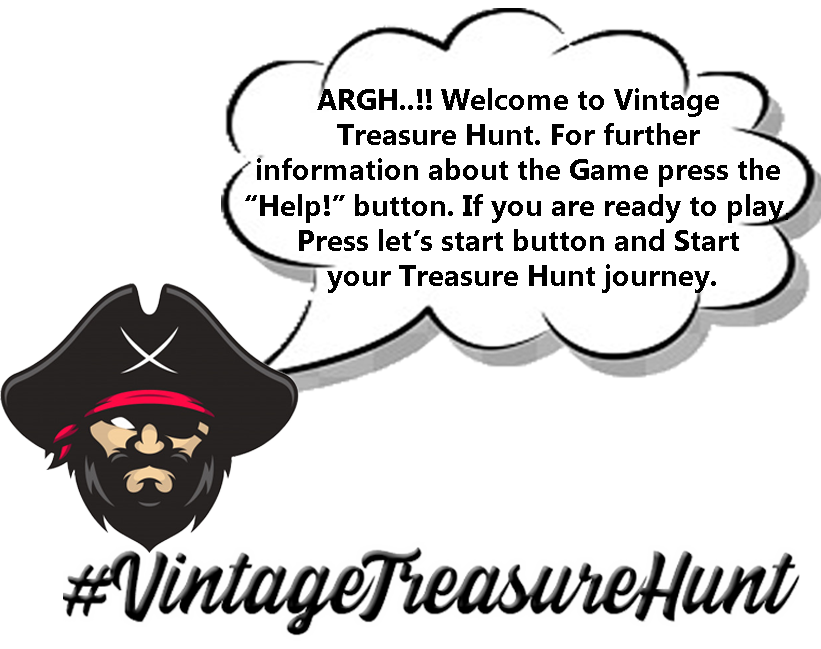 ARGH..!! Welcome to Vintage
Treasure Hunt. For further
information about the Game press the
“Help!” button. If you are ready to play,
Press let’s start button and Start
your Treasure Hunt journey.
#VintageTreasureHunt